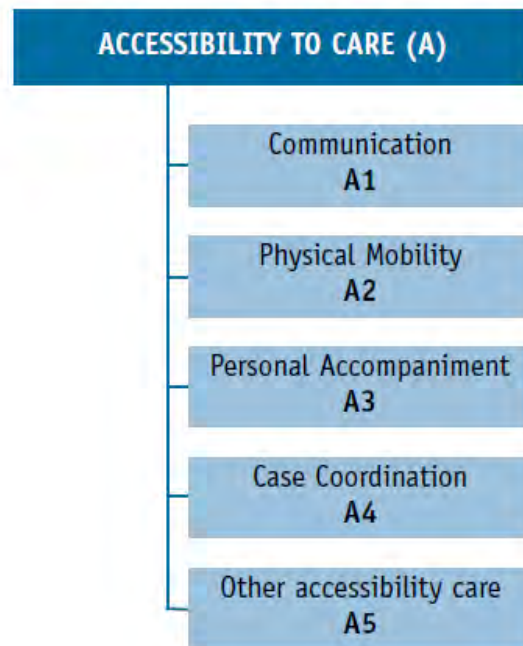 ACCESSIBILITY TO CARE (A)
Communication
A1
Physical Mobility
A2
Personal Accompaniment
A3
Case Coordination
A4
Other accessibility care
A5